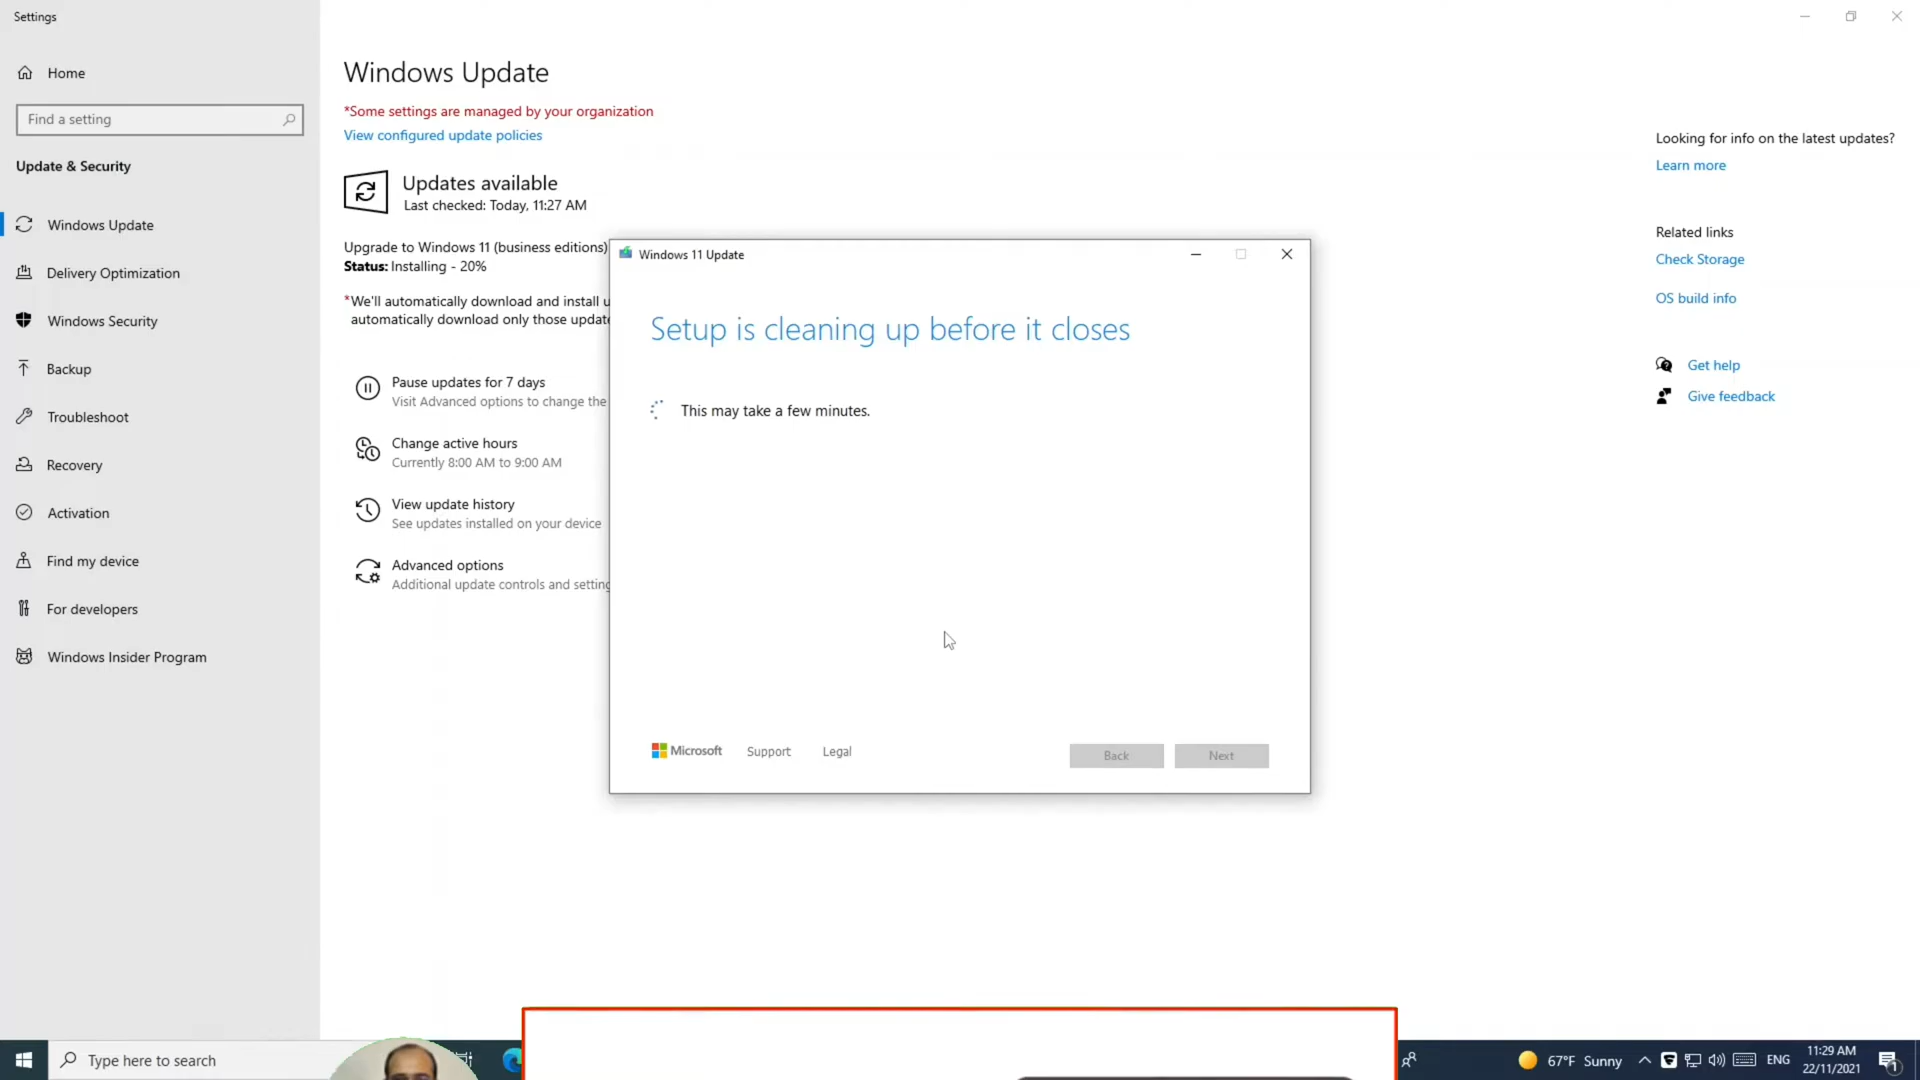 Settings
Home
Find a setting
Update & Security
Windows Update
Delivery Optimization
Windows Security
Backup
Troubleshoot
Recovery
Activation
Find my device
For developers
Windows Insider Program
Windows Update
*Some settings are managed by your organization
View configured update policies
Updates available
Last checked: Today, 11:27 AM
Upgrade to Windows 11 (business editions)
Status: Installing - 20%
*We'll automatically download and install
automatically download only those
Pause updates for 7 days
Visit Advanced options to change the
Change active hours
Currently 8:00 AM to 9:00 AM
View update history
See updates installed on your device
Advanced options
Additional update controls and
Windows 11 Update
Setup is cleaning up before it closes
This may take a few minutes.
Microsoft
Support
Legal
Back
Next
Looking for info on the latest updates?
Learn more
Related links
Check Storage
OS build info
Get help
Give feedback
Type here to search
67°F Sunny
ENG
11:29 AM
22/11/2021
1